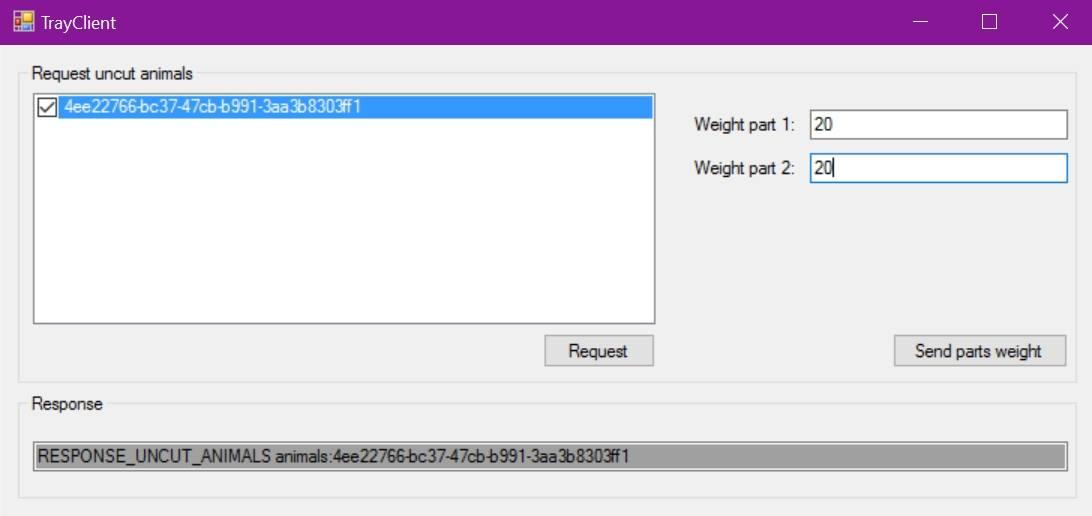 TrayClient
Request uncut animals
4ee22766-bc37-47cb-b991-3aa3b8303ff1
Weight part 1: 20
Weight part 2: 20
Request
Send parts weight
Response
RESPONSE_UNCUT_ANIMALS animals:4ee22766-bc37-47cb-b991-3aa3b8303ff1